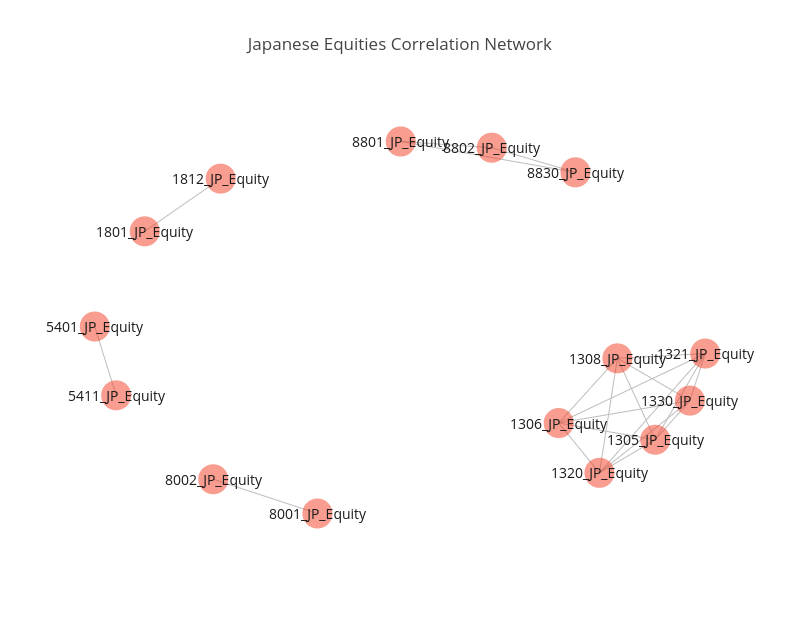 Japanese Equities Correlation Network
8801_JP_Equity
8802_JP_Equity
8830_JP_Equity
1812_JP_Equity
1801_JP_Equity
5401_JP_Equity
5411_JP_Equity
1308_JP_Equity
1321_JP_Equity
1330_JP_Equity
1306_JP_Equity
1305_JP_Equity
1320_JP_Equity
8002_JP_Equity
8001_JP_Equity